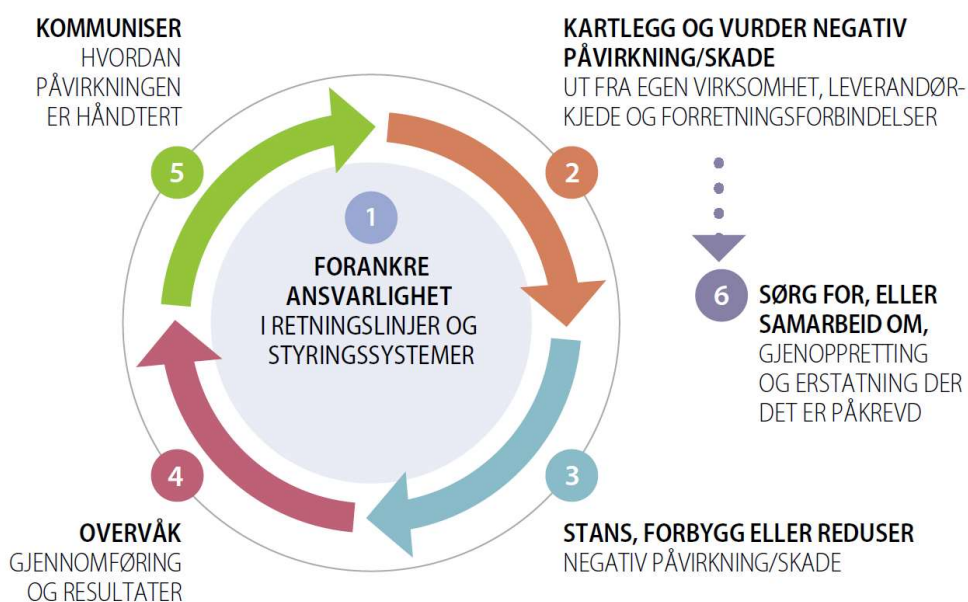 1
FORANKRE
ANSVARLIGHET
I RETNINGSLINJER OG
STYRINGSSYSTEMER
2
KARTLEGG OG VURDER NEGATIV
PÅVIRKNING/SKADE
UT FRA EGEN VIRKSOMHET, LEVERANDØR-
KJEDE OG FORRETNINGSFORBINDELSER
3
STANS, FORBYGG ELLER REDUSER
NEGATIV PÅVIRKNING/SKADE
4
OVERVÅK
GJENNOMFØRING
OG RESULTATER
5
KOMMUNISER
HVORDAN
PÅVIRKNINGEN
ER HÅNDTERT
6
SØRG FOR, ELLER
SAMARBEID OM,
GJENOPPRETTING
OG ERSTATNING DER
DET ER PÅKREVD